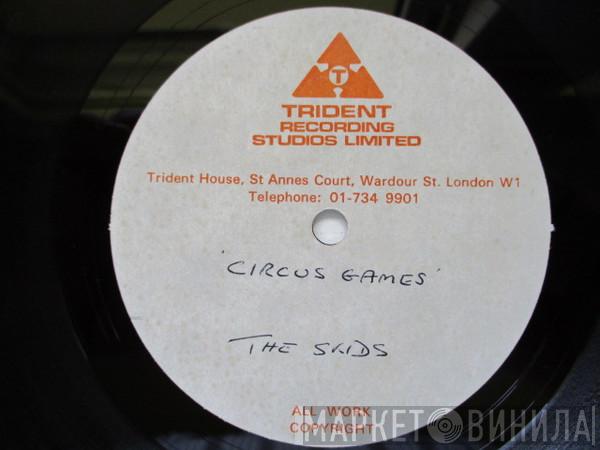 T
TRIDENT
RECORDING
STUDIOS LIMITED
Trident House, St Annes Court, Wardour St. London W1
Telephone: 01-734 9901
'CIRCUS GAMES'
THE SKIDS
ALL WORK
COPYRIGHT
МАРКЕТ ВИНИЛА